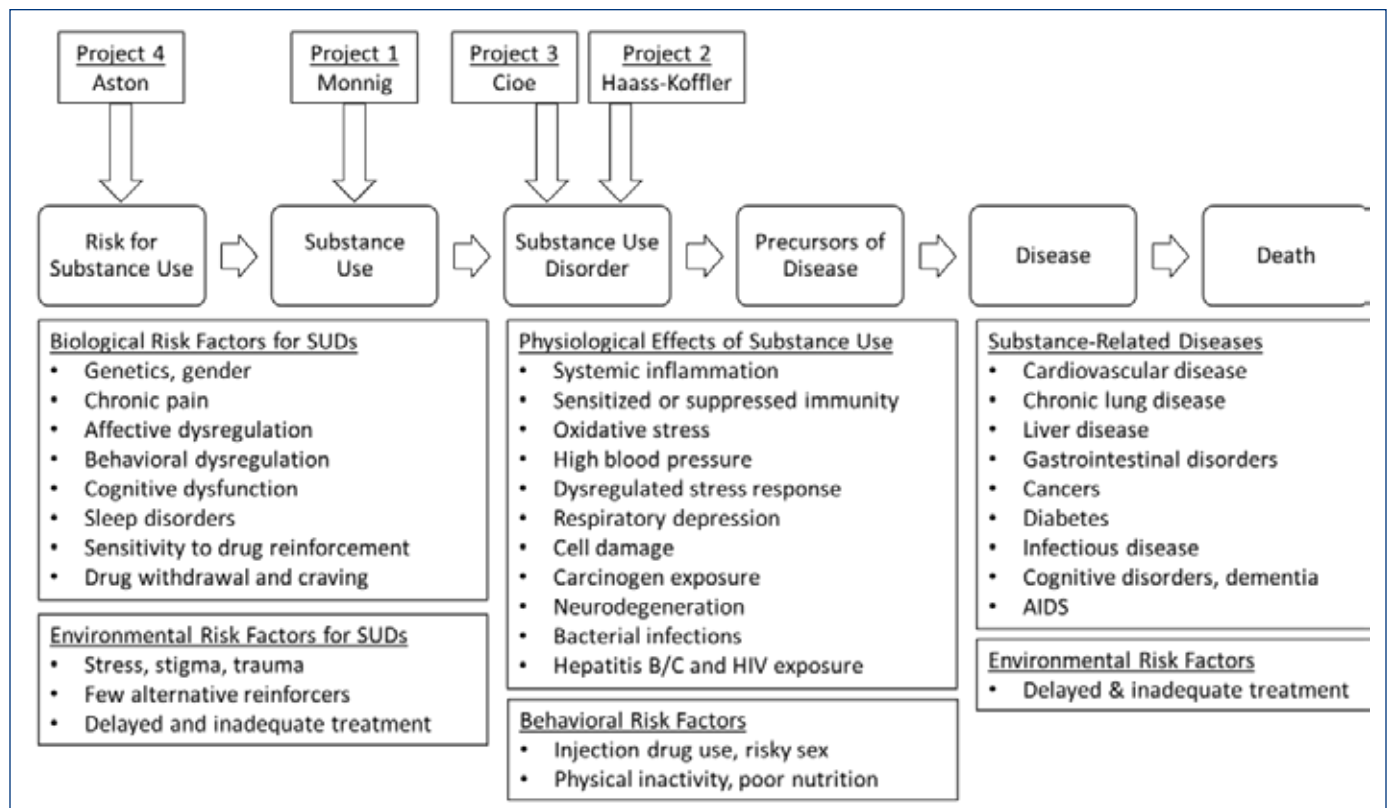 Project 4
Aston
Project 1
Monnig
Project 3
Cioe
Project 2
Haass-Koffler
Risk for
Substance Use
Substance
Use
Substance Use
Disorder
Precursors of
Disease
Disease
Death
Biological Risk Factors for SUDs
• Genetics, gender
• Chronic pain
• Affective dysregulation
• Behavioral dysregulation
• Cognitive dysfunction
• Sleep disorders
• Sensitivity to drug reinforcement
• Drug withdrawal and craving
Environmental Risk Factors for SUDs
• Stress, stigma, trauma
• Few alternative reinforcers
• Delayed and inadequate treatment
Physiological Effects of Substance Use
• Systemic inflammation
• Sensitized or suppressed immunity
• Oxidative stress
• High blood pressure
• Dysregulated stress response
• Respiratory depression
• Cell damage
• Carcinogen exposure
• Neurodegeneration
• Bacterial infections
• Hepatitis B/C and HIV exposure
Behavioral Risk Factors
• Injection drug use, risky sex
• Physical inactivity, poor nutrition
Substance-Related Diseases
• Cardiovascular disease
• Chronic lung disease
• Liver disease
• Gastrointestinal disorders
• Cancers
• Diabetes
• Infectious disease
• Cognitive disorders, dementia
• AIDS
Environmental Risk Factors
• Delayed & inadequate treatment